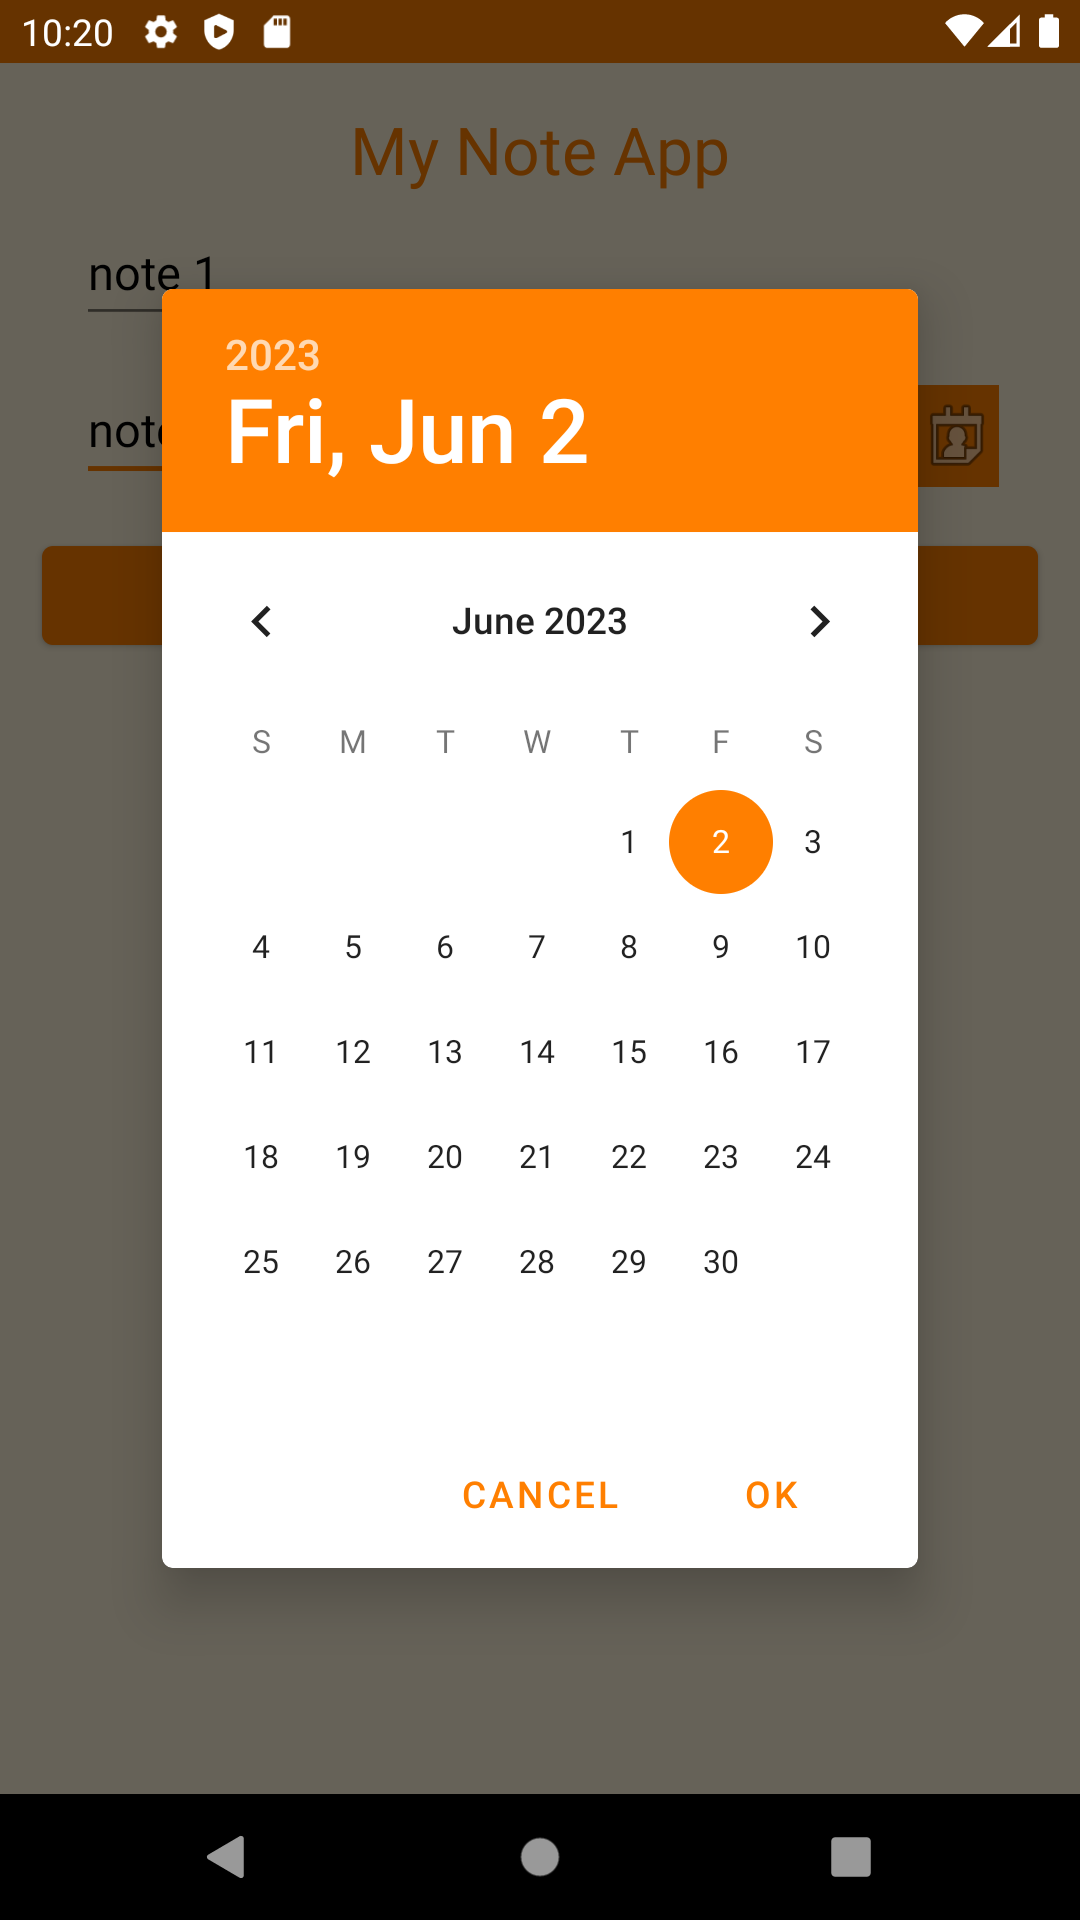 10:20
My Note App
note 1
2023
Fri, Jun 2
June 2023
S M T W T F S
1 2 3
4 5 6 7 8 9 10
11 12 13 14 15 16 17
18 19 20 21 22 23 24
25 26 27 28 29 30
CANCEL OK